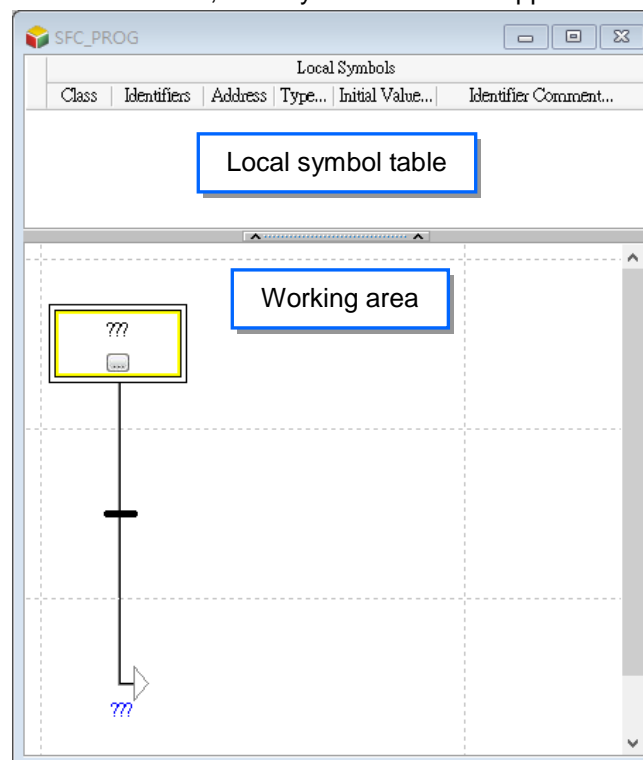 SFC_PROG
Local Symbols
Class Identifiers Address Type... Initial Value... Identifier Comment...
Local symbol table
Working area
???
...
???